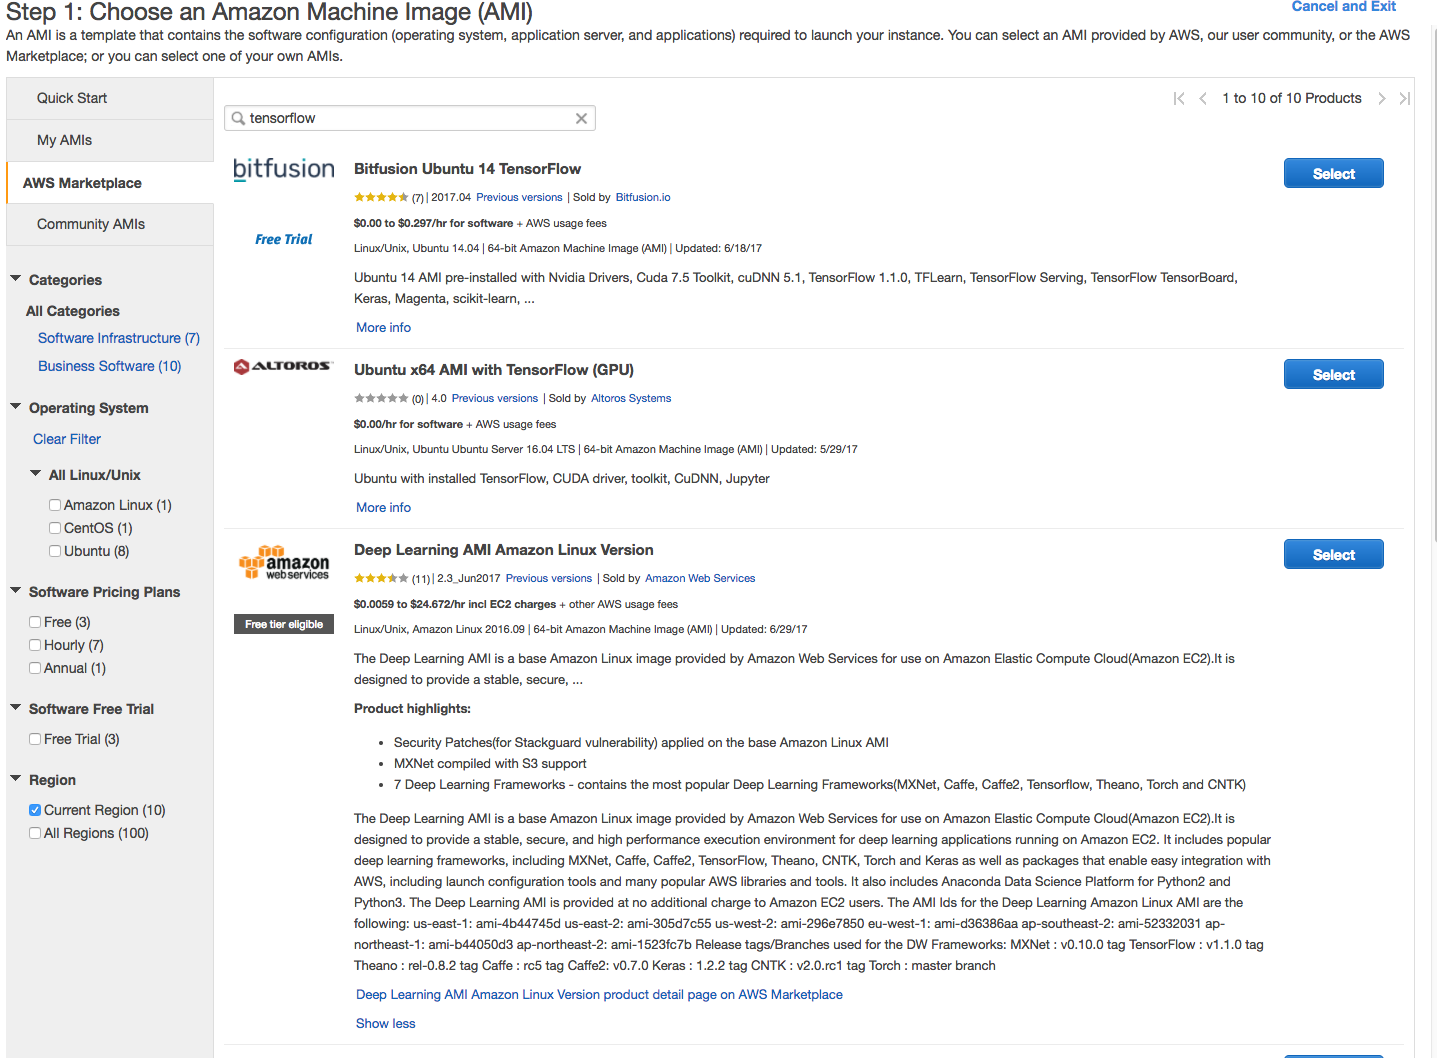 Step 1: Choose an Amazon Machine Image (AMI)
Cancel and Exit
An AMI is a template that contains the software configuration (operating system, application server, and applications) required to launch your instance. You can select an AMI provided by AWS, our user community, or the AWS
Marketplace; or you can select one of your own AMIs.
Quick Start
My AMIs
AWS Marketplace
Community AMIs
Categories
All Categories
Software Infrastructure (7)
Business Software (10)
Operating System
Clear Filter
All Linux/Unix
Amazon Linux (1)
CentOS (1)
Ubuntu (8)
Software Pricing Plans
Free (3)
Hourly (7)
Annual (1)
Software Free Trial
Free Trial (3)
Region
Current Region (10)
All Regions (100)
tensorflow
1 to 10 of 10 Products
bitfusion
Free Trial
Bitfusion Ubuntu 14 TensorFlow
Select
(7) | 2017.04 Previous versions | Sold by Bitfusion.io
$0.00 to $0.297/hr for software + AWS usage fees
Linux/Unix, Ubuntu 14.04 | 64-bit Amazon Machine Image (AMI) | Updated: 6/18/17
Ubuntu 14 AMI pre-installed with Nvidia Drivers, Cuda 7.5 Toolkit, cuDNN 5.1, TensorFlow 1.1.0, TFLearn, TensorFlow Serving, TensorFlow TensorBoard,
Keras, Magenta, scikit-learn, ...
More info
ALTOROS
Ubuntu x64 AMI with TensorFlow (GPU)
Select
(0) | 4.0 Previous versions | Sold by Altoros Systems
$0.00/hr for software + AWS usage fees
Linux/Unix, Ubuntu Ubuntu Server 16.04 LTS | 64-bit Amazon Machine Image (AMI) | Updated: 5/29/17
Ubuntu with installed TensorFlow, CUDA driver, toolkit, CuDNN, Jupyter
More info
amazon
webservices
Free tier eligible
Deep Learning AMI Amazon Linux Version
Select
(11) | 2.3_Jun2017 Previous versions | Sold by Amazon Web Services
$0.0059 to $24.672/hr incl EC2 charges + other AWS usage fees
Linux/Unix, Amazon Linux 2016.09 | 64-bit Amazon Machine Image (AMI) | Updated: 6/29/17
The Deep Learning AMI is a base Amazon Linux image provided by Amazon Web Services for use on Amazon Elastic Compute Cloud(Amazon EC2).It is
designed to provide a stable, secure, ...
Product highlights:
• Security Patches(for Stackguard vulnerability) applied on the base Amazon Linux AMI
• MXNet compiled with S3 support
• 7 Deep Learning Frameworks - contains the most popular Deep Learning Frameworks(MXNet, Caffe, Caffe2, Tensorflow, Theano, Torch and CNTK)
The Deep Learning AMI is a base Amazon Linux image provided by Amazon Web Services for use on Amazon Elastic Compute Cloud(Amazon EC2).It is
designed to provide a stable, secure, and high performance execution environment for deep learning applications running on Amazon EC2. It includes popular
deep learning frameworks, including MXNet, Caffe, Caffe2, TensorFlow, Theano, CNTK, Torch and Keras as well as packages that enable easy integration with
AWS, including launch configuration tools and many popular AWS libraries and tools. It also includes Anaconda Data Science Platform for Python2 and
Python3. The Deep Learning AMI is provided at no additional charge to Amazon EC2 users. The AMI Ids for the Deep Learning Amazon Linux AMI are the
following: us-east-1: ami-4b44745d us-east-2: ami-305d7c55 us-west-2: ami-296e7850 eu-west-1: ami-d36386aa ap-southeast-2: ami-52332031 ap-
northeast-1: ami-b44050d3 ap-northeast-2: ami-1523fc7b Release tags/Branches used for the DW Frameworks: MXNet : v0.10.0 tag TensorFlow : v1.1.0 tag
Theano : rel-0.8.2 tag Caffe : rc5 tag Caffe2: v0.7.0 Keras : 1.2.2 tag CNTK : v2.0.rc1 tag Torch : master branch
Deep Learning AMI Amazon Linux Version product detail page on AWS Marketplace
Show less